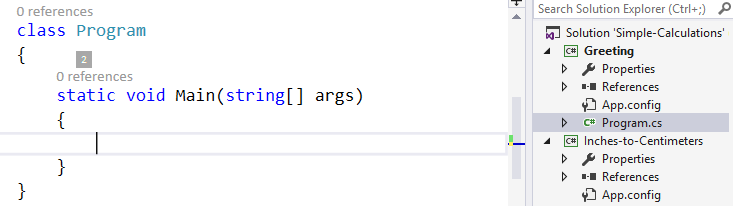 0 references
class Program
{
2
0 references
static void Main(string[] args)
{
}
}
Search Solution Explorer (Ctrl+;)
Solution 'Simple-Calculations'
C# Greeting
Properties
References
App.config
C# Program.cs
C# Inches-to-Centimeters
Properties
References
App.config